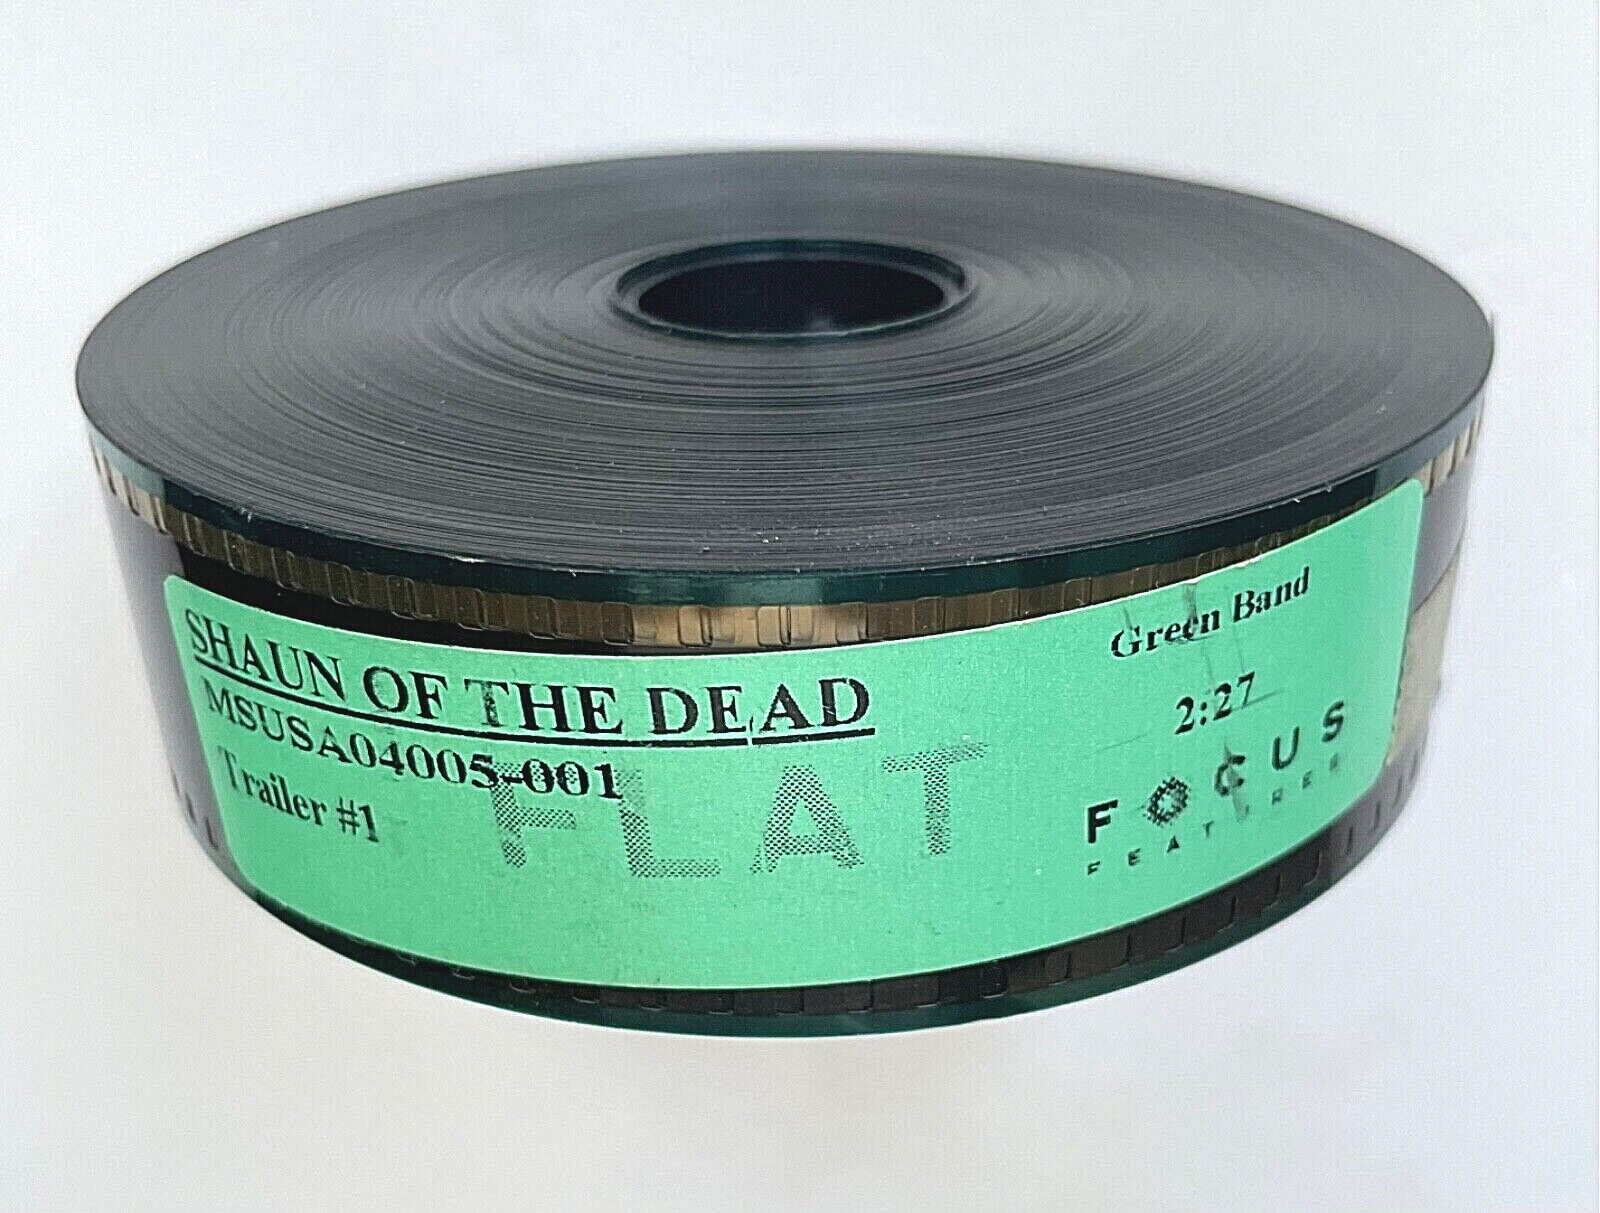 SHAUN OF THE DEAD
MSUSA04005-001
Trailer #1
FLAT
Green Band
2:27
FOCUS
FEATURES